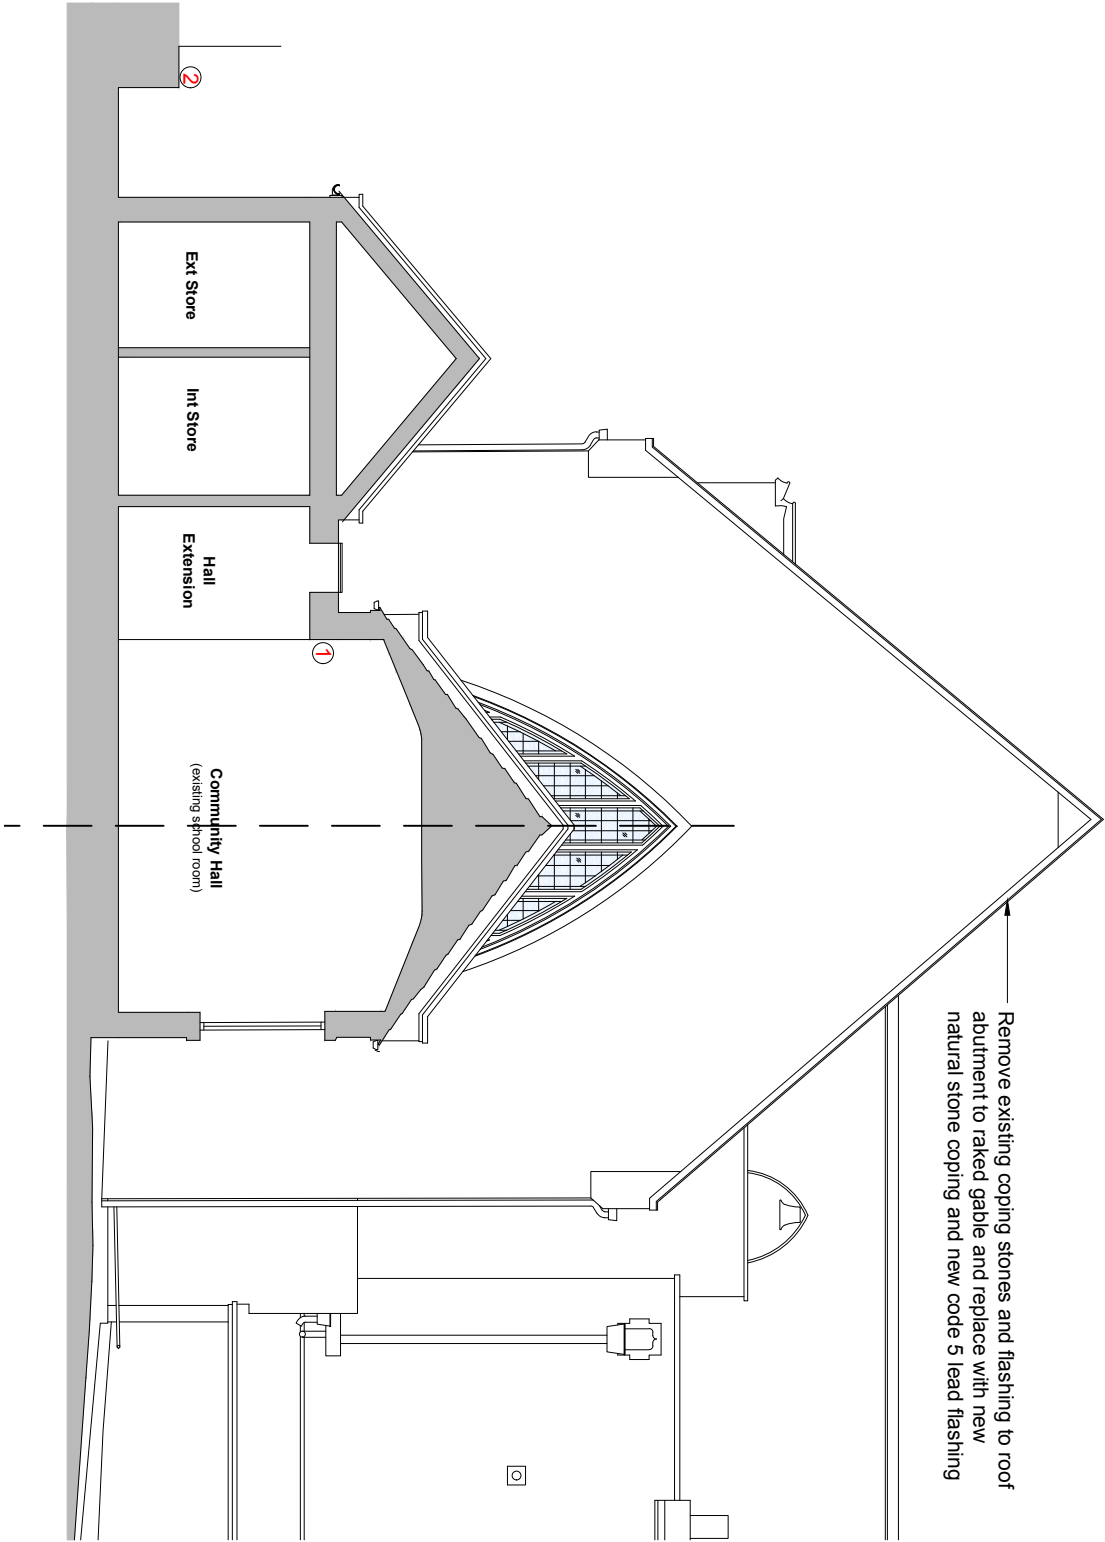 Remove existing coping stones and flashing to roof
abutment to raked gable and replace with new
natural stone coping and new code 5 lead flashing
2
Ext Store
Int Store
Hall
Extension
1
Community Hall
(existing school room)